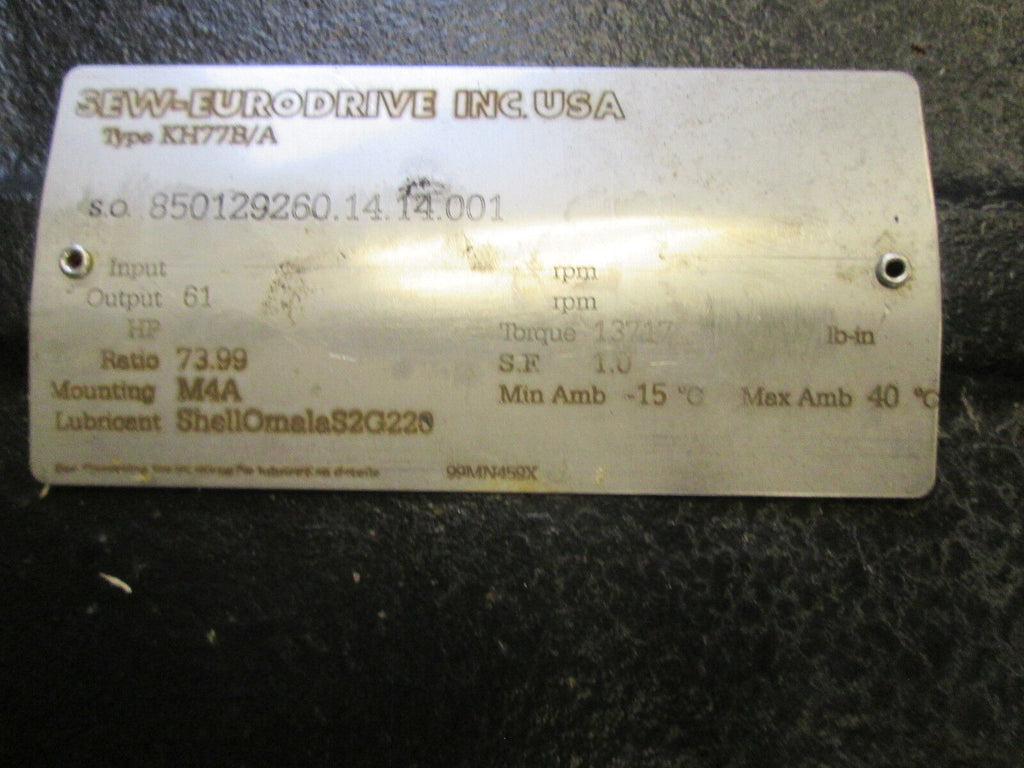 SEW-EURODRIVE INC. USA
Type KH77B/A
s.o. 850129260.14.14.001
Input rpm
Output 61 rpm
HP Torque 13717 lb-in
Ratio 73.99 S.F. 1.0
Mounting M4A Min Amb -15 °C Max Amb 40 °C
Lubricant ShellOmalaS2G220
99MN459X